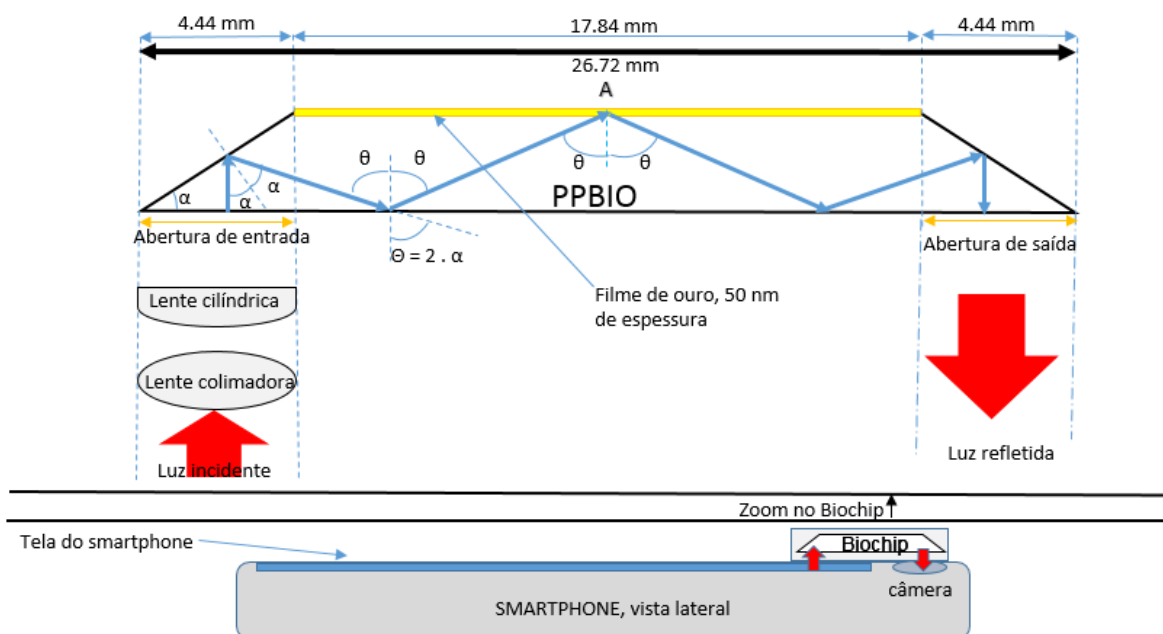 4.44 mm
17.84 mm
4.44 mm
26.72 mm
A
θ
θ
θ
θ
α
α
α
PPBIO
Abertura de entrada
Abertura de saída
Θ = 2 . α
Filme de ouro, 50 nm
de espessura
Lente cilíndrica
Lente colimadora
Luz incidente
Luz refletida
Zoom no Biochip
Tela do smartphone
Biochip
câmera
SMARTPHONE, vista lateral